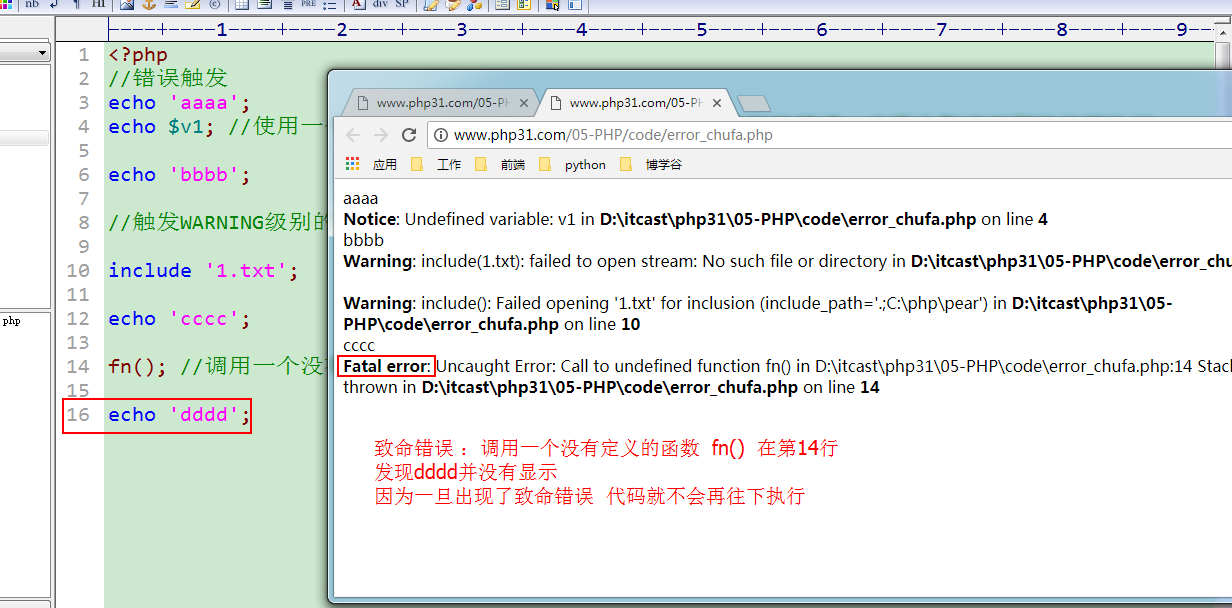 nb ↵ ¶ H1 © PRE A div SP
----+----1----+----2----+----3----+----4----+----5----+----6----+----7----+----8----+----9--
1 <?php
2 //错误触发
3 echo 'aaaa';
4 echo $v1; //使用一
5
6 echo 'bbbb';
7
8 //触发WARNING级别的
9
10 include '1.txt';
11
12 echo 'cccc';
13
14 fn(); //调用一个没有
15
16 echo 'dddd';
php
www.php31.com/05-PH × www.php31.com/05-PH ×
www.php31.com/05-PHP/code/error_chufa.php
应用 工作 前端 python 博学谷
aaaa
Notice: Undefined variable: v1 in D:\itcast\php31\05-PHP\code\error_chufa.php on line 4
bbbb
Warning: include(1.txt): failed to open stream: No such file or directory in D:\itcast\php31\05-PHP\code\error_chu
Warning: include(): Failed opening '1.txt' for inclusion (include_path='.;C:\php\pear') in D:\itcast\php31\05-
PHP\code\error_chufa.php on line 10
cccc
Fatal error: Uncaught Error: Call to undefined function fn() in D:\itcast\php31\05-PHP\code\error_chufa.php:14 Stac
thrown in D:\itcast\php31\05-PHP\code\error_chufa.php on line 14
致命错误 ：调用一个没有定义的函数 fn() 在第14行
发现dddd并没有显示
因为一旦出现了致命错误 代码就不会再往下执行